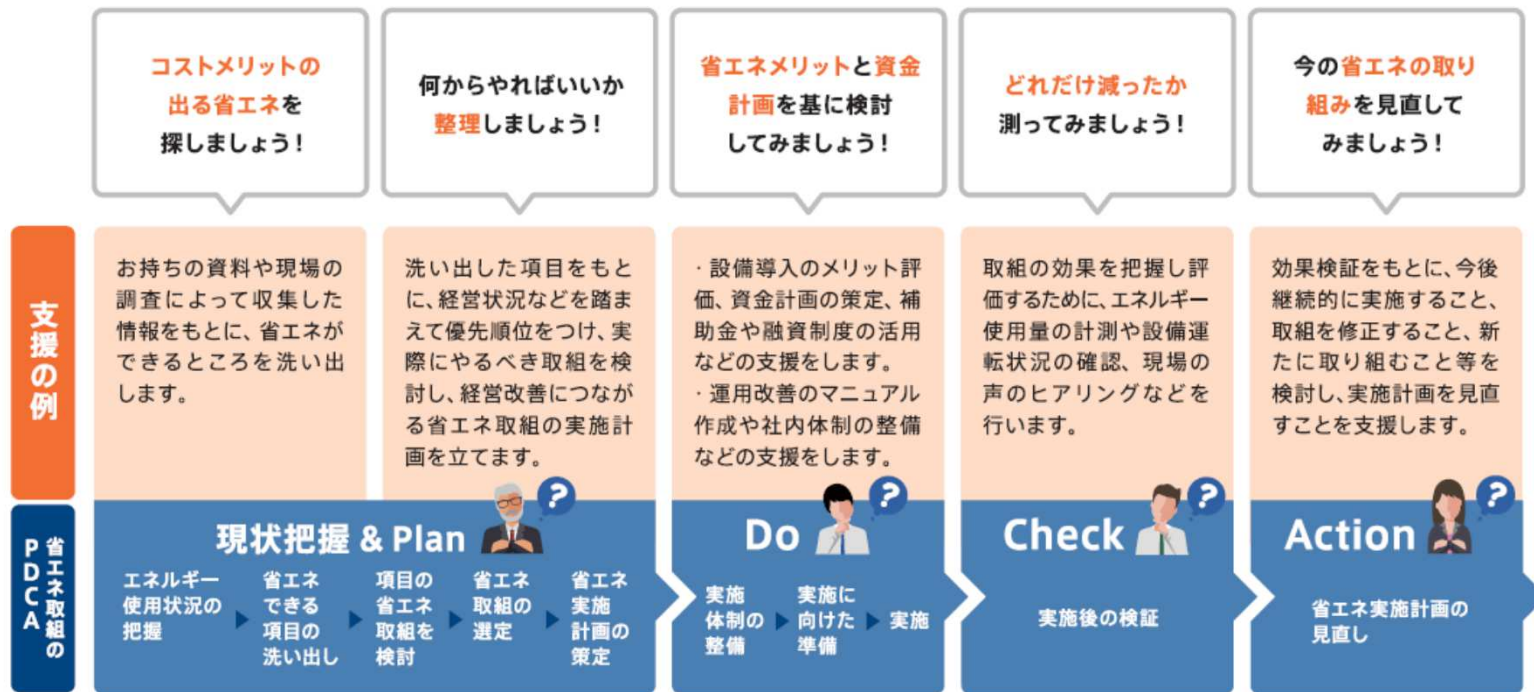 コストメリットの
出る省エネを
探しましょう！
何からやればいいか
整理しましょう！
省エネメリットと資金
計画を基に検討
してみましょう！
どれだけ減ったか
測ってみましょう！
今の省エネの取り
組みを見直して
みましょう！
支援の例
お持ちの資料や現場の
調査によって収集した
情報をもとに、省エネが
できるところを洗い出
します。
洗い出した項目をもと
に、経営状況などを踏ま
えて優先順位をつけ、実
際にやるべき取組を検
討し、経営改善につなが
る省エネ取組の実施計
画を立てます。
・設備導入のメリット評
価、資金計画の策定、補
助金や融資制度の活用
などの支援をします。
・運用改善のマニュアル
作成や社内体制の整備
などの支援をします。
取組の効果を把握し評
価するために、エネルギー
使用量の計測や設備運
転状況の確認、現場の
声のヒアリングなどを
行います。
効果検証をもとに、今後
継続的に実施すること、
取組を修正すること、新
たに取り組むこと等を
検討し、実施計画を見直
すことを支援します。
省エネ取組の
PDCA
現状把握 & Plan
?
エネルギー
使用状況の
把握
省エネ
できる
項目の
洗い出し
項目の
省エネ
取組を
検討
省エネ
取組の
選定
省エネ
実施
計画の
策定
Do
?
実施
体制の
整備
実施に
向けた
準備
実施
Check
?
実施後の検証
Action
?
省エネ実施計画の
見直し